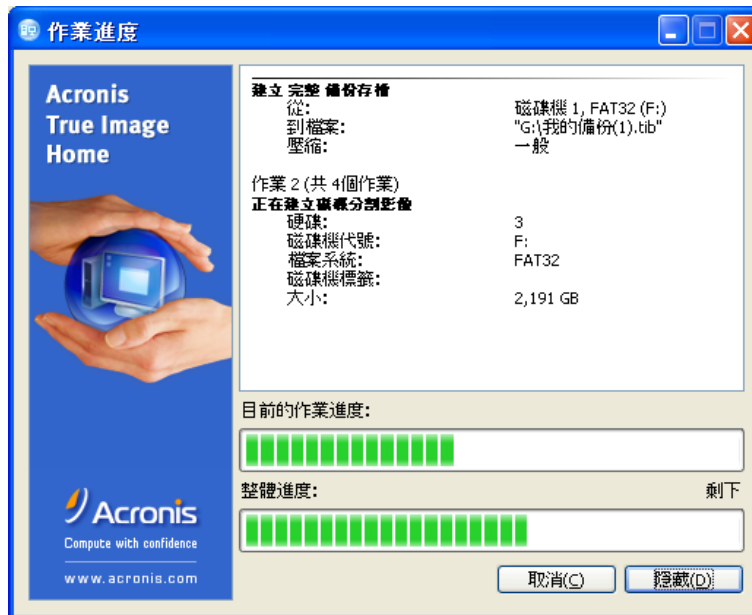 作業進度
Acronis
True Image
Home
建立 完整 備份存檔
從: 磁碟機 1, FAT32 (F:)
到檔案: "G:\我的備份(1).tib"
壓縮: 一般
作業 2 (共 4個作業)
正在建立磁碟分割影像
硬碟: 3
磁碟機代號: F:
檔案系統: FAT32
磁碟機標籤:
大小: 2,191 GB
目前的作業進度:
整體進度: 剩下
Acronis
Compute with confidence
www.acronis.com
取消(C) 隱藏(D)